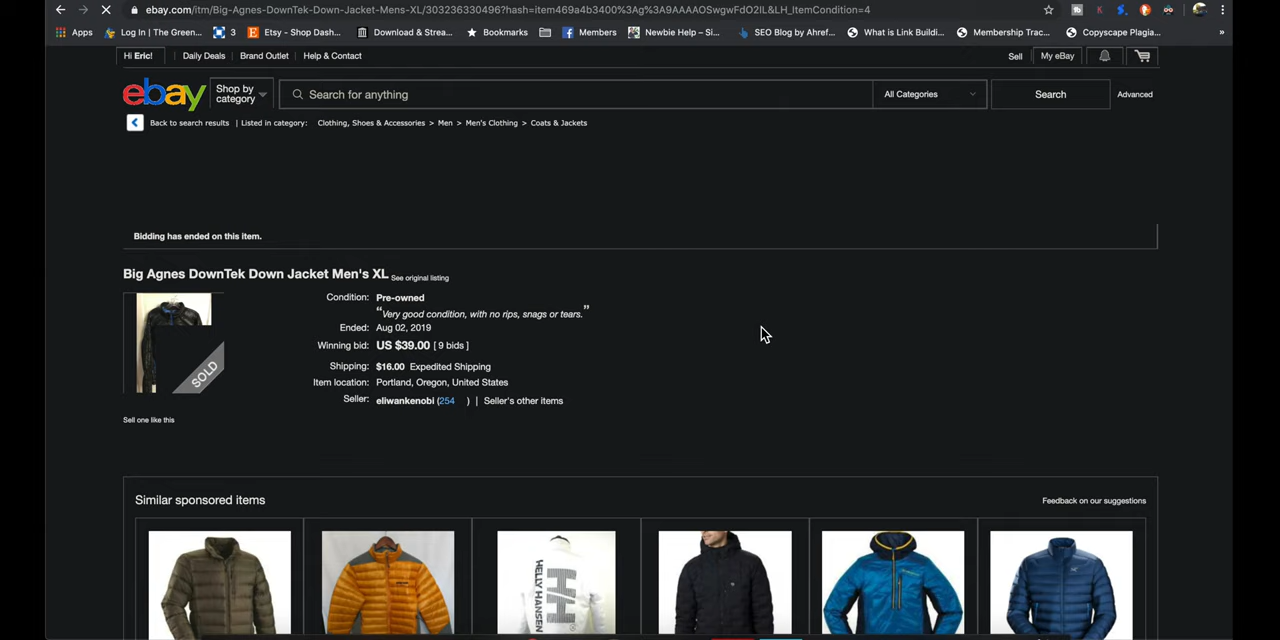 ebay.com/itm/Big-Agnes-DownTek-Down-Jacket-Mens-XL/303236330496?hash=item469a4b3400%3Ag%3A9AAAAOSwgwFdO2IL&LH_ItemCondition=4
Apps Log In | The Green... 3 Etsy - Shop Dash... Download & Strea... Bookmarks Members Newbie Help – Si... SEO Blog by Ahref... What is Link Buildi... Membership Trac... Copyscape Plagia... »
Hi Eric! Daily Deals Brand Outlet Help & Contact Sell My eBay
ebay Shop by category Search for anything All Categories Search Advanced
Back to search results | Listed in category: Clothing, Shoes & Accessories > Men > Men's Clothing > Coats & Jackets
Bidding has ended on this item.
Big Agnes DownTek Down Jacket Men's XL See original listing
Condition: Pre-owned
"Very good condition, with no rips, snags or tears."
Ended: Aug 02, 2019
Winning bid: US $39.00 [ 9 bids ]
Shipping: $16.00 Expedited Shipping
Item location: Portland, Oregon, United States
Seller: eliwankenobi (254 ) | Seller's other items
SOLD
Sell one like this
Similar sponsored items Feedback on our suggestions
HELLY HANSEN
HH